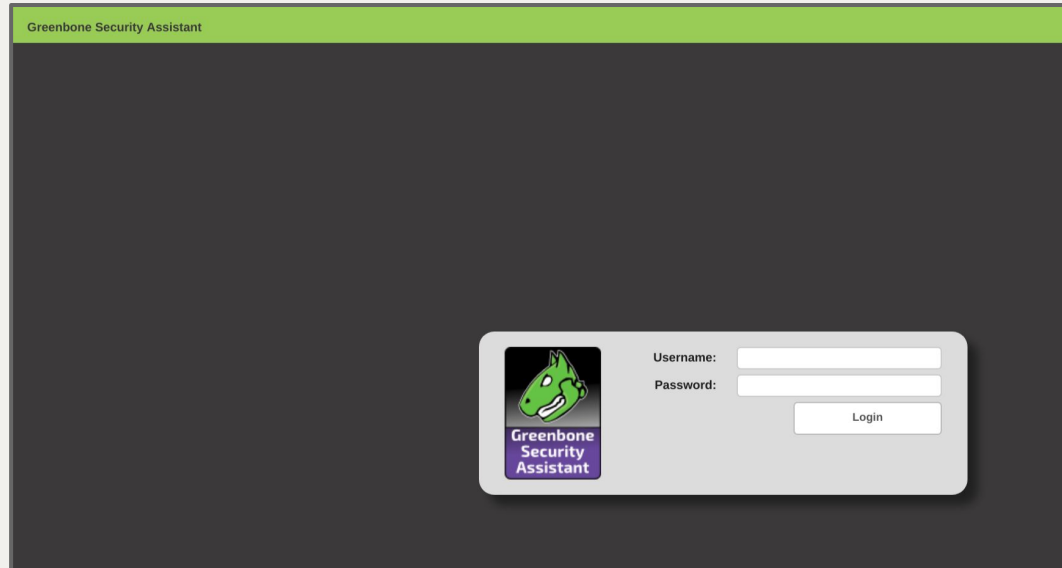 Greenbone Security Assistant
Username:
Password:
Login
Greenbone
Security
Assistant